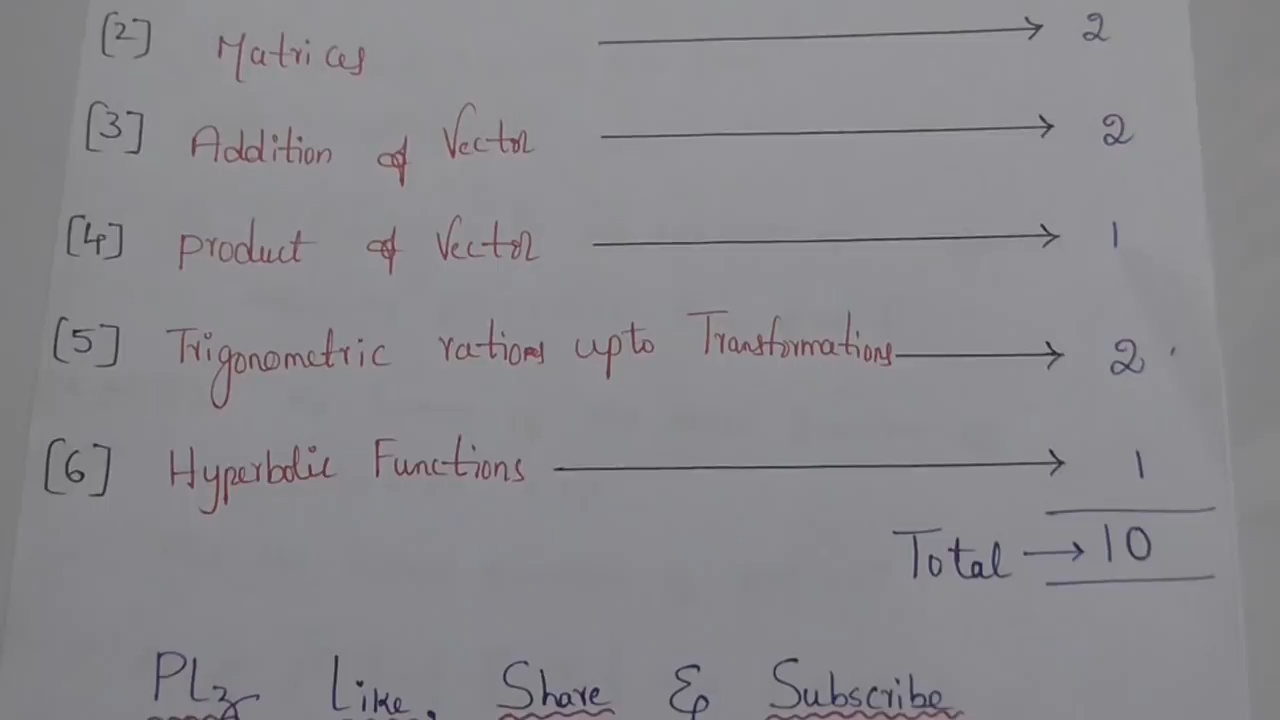 [2] Matrices → 2
[3] Addition of Vector → 2
[4] Product of Vector → 1
[5] Trigonometric rations upto Transformations → 2
[6] Hyperbolic Functions → 1
Total → 10
PLz Like, Share & Subscribe